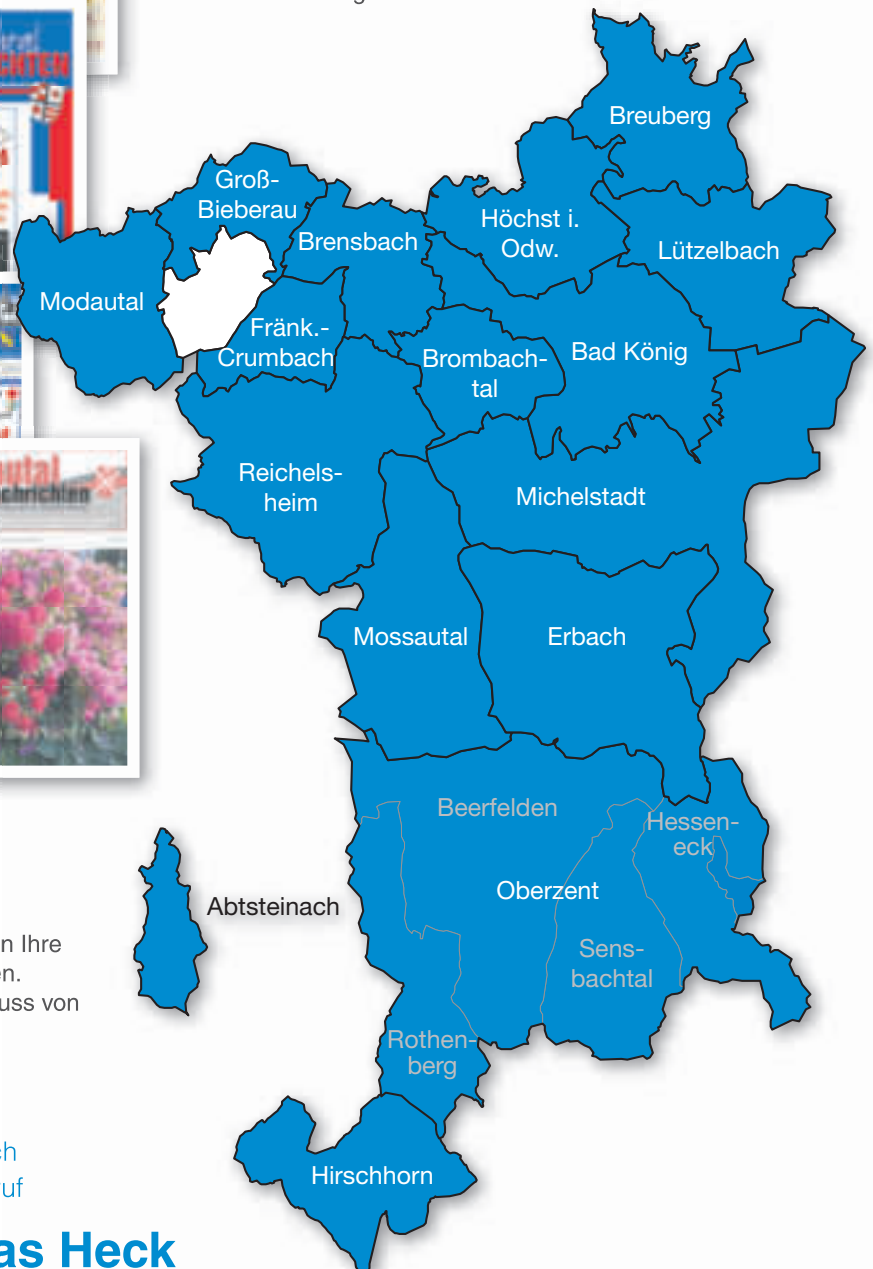 Breuberg
Groß-
Bieberau
Höchst i.
Odw.
Brensbach
Lützelbach
Modautal
Fränk.-
Crumbach
Brombach-
tal
Bad König
Reichels-
heim
Michelstadt
Mossautal
Erbach
Beerfelden
Hessen-
eck
Oberzent
Abtsteinach
Sens-
bachtal
n Ihre
en.
uss von
Rothen-
berg
ch
uf
Hirschhorn
as Heck